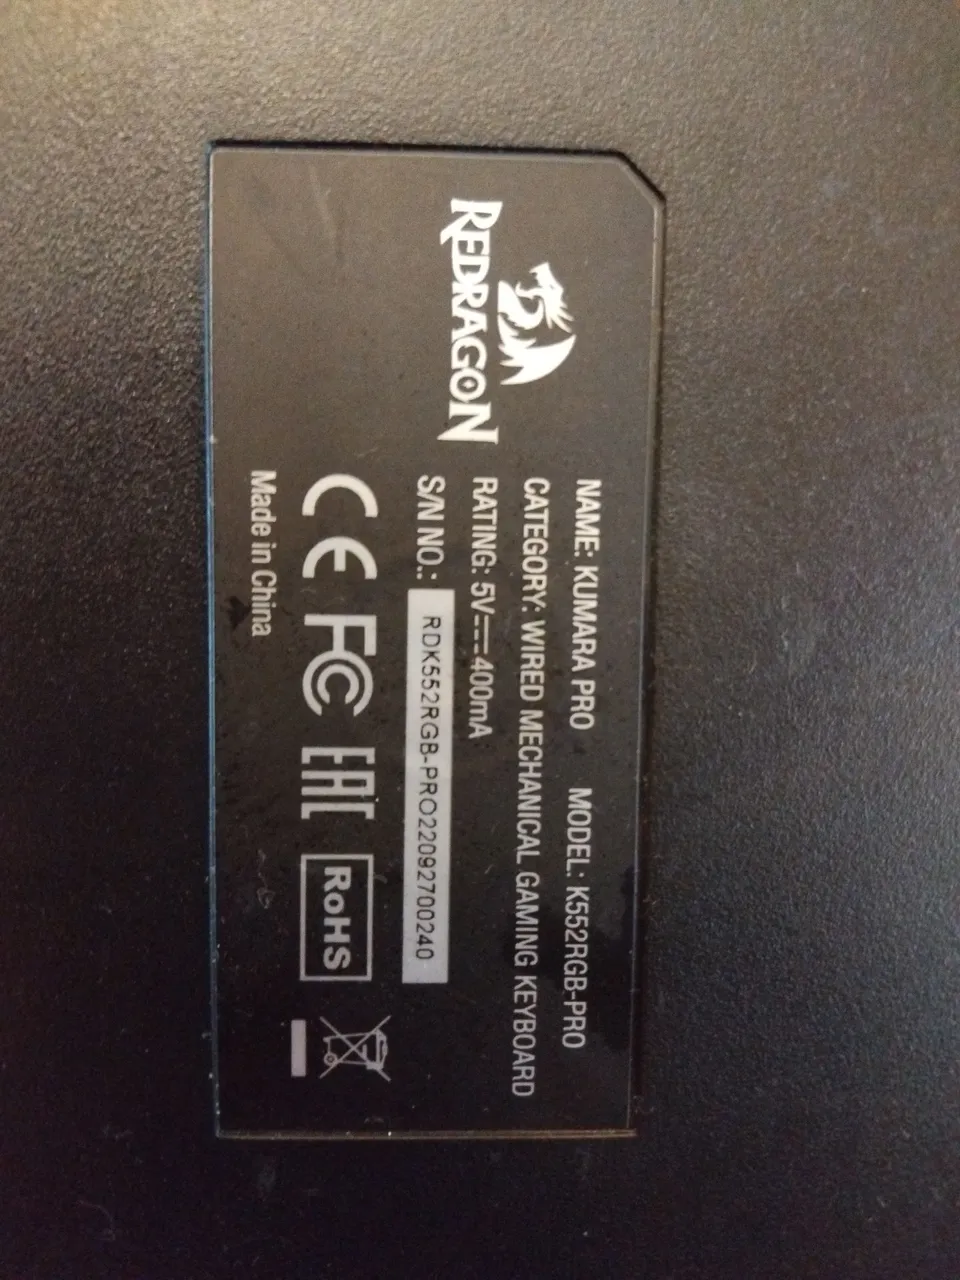 REDRAGON
NAME: KUMARA PRO MODEL: K552RGB-PRO
CATEGORY: WIRED MECHANICAL GAMING KEYBOARD
RATING: 5V⎓400mA
S/N NO.: RDK552RGB-PRO22092700240
CE FC EAC RoHS
Made in China